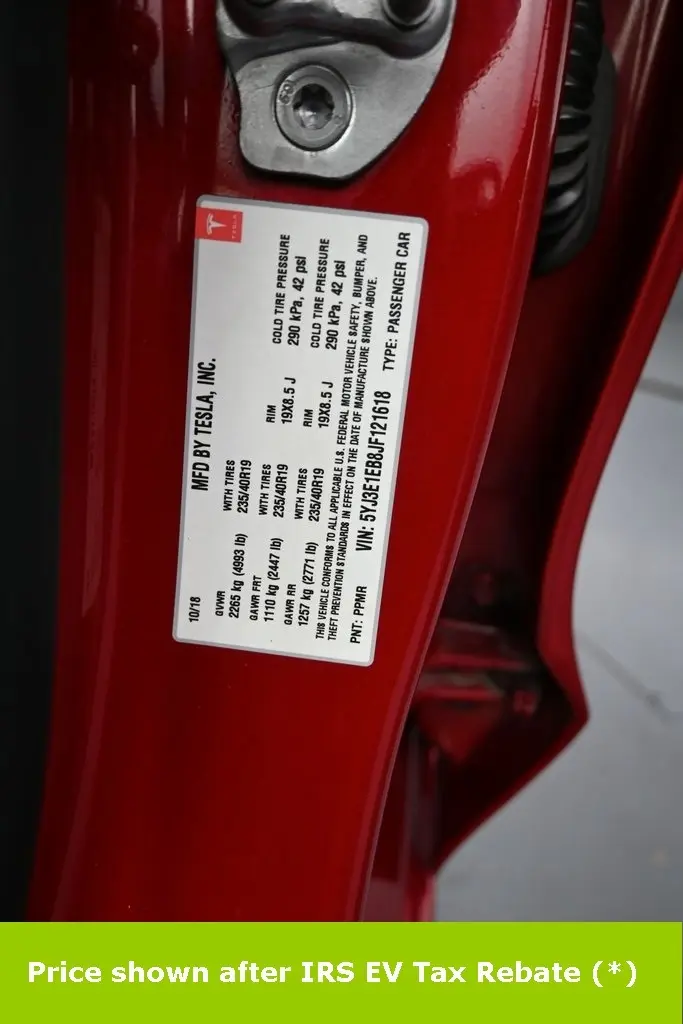 TESLA
MFD BY TESLA, INC.
10/18
GVWR
2265 kg (4993 lb)
WITH TIRES
235/40R19
GAWR FRT
1110 kg (2447 lb)
WITH TIRES
235/40R19
RIM
19X8.5 J
COLD TIRE PRESSURE
290 kPa, 42 psi
GAWR RR
1257 kg (2771 lb)
WITH TIRES
235/40R19
RIM
19X8.5 J
COLD TIRE PRESSURE
290 kPa, 42 psi
THIS VEHICLE CONFORMS TO ALL APPLICABLE U.S. FEDERAL MOTOR VEHICLE SAFETY, BUMPER, AND
THEFT PREVENTION STANDARDS IN EFFECT ON THE DATE OF MANUFACTURE SHOWN ABOVE.
PNT: PPMR VIN: 5YJ3E1EB8JF121618 TYPE: PASSENGER CAR
Price shown after IRS EV Tax Rebate (*)